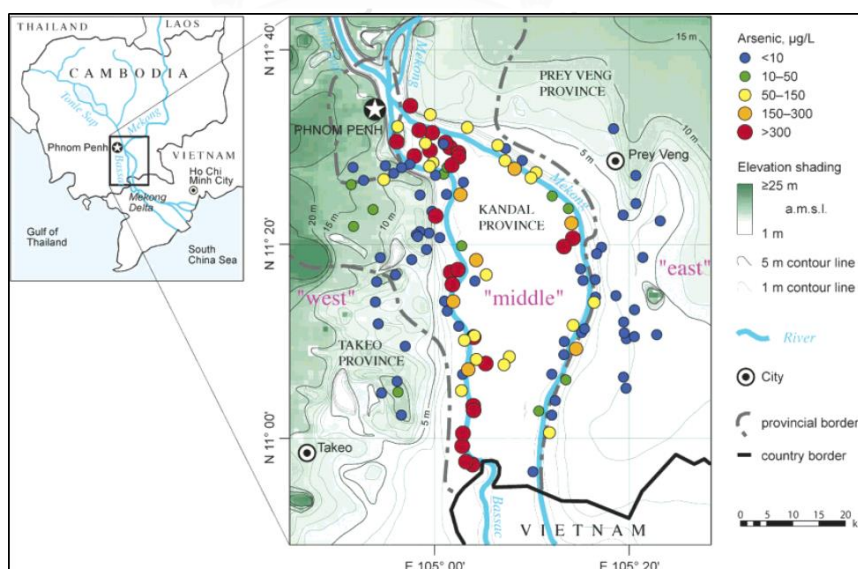 THAILAND
LAOS
CAMBODIA
Tonle Sap
Mekong
Phnom Penh
Bassac
VIETNAM
Ho Chi
Minh City
Mekong
Delta
Gulf of
Thailand
South
China Sea
N 11° 40'
N 11° 20'
N 11° 00'
Mekong
15 m
PREY VENG
PROVINCE
PHNOM PENH
10 m
5 m
Prey Veng
Mekong
KANDAL
PROVINCE
20 m
15 m
10 m
"west"
"middle"
"east"
TAKEO
PROVINCE
5 m
Takeo
Bassac
VIETNAM
E 105° 00'
E 105° 20'
Arsenic, µg/L
<10
10–50
50–150
150–300
>300
Elevation shading
≥25 m
a.m.s.l.
1 m
5 m contour line
1 m contour line
River
City
provincial border
country border
0 5 10 15 20 k